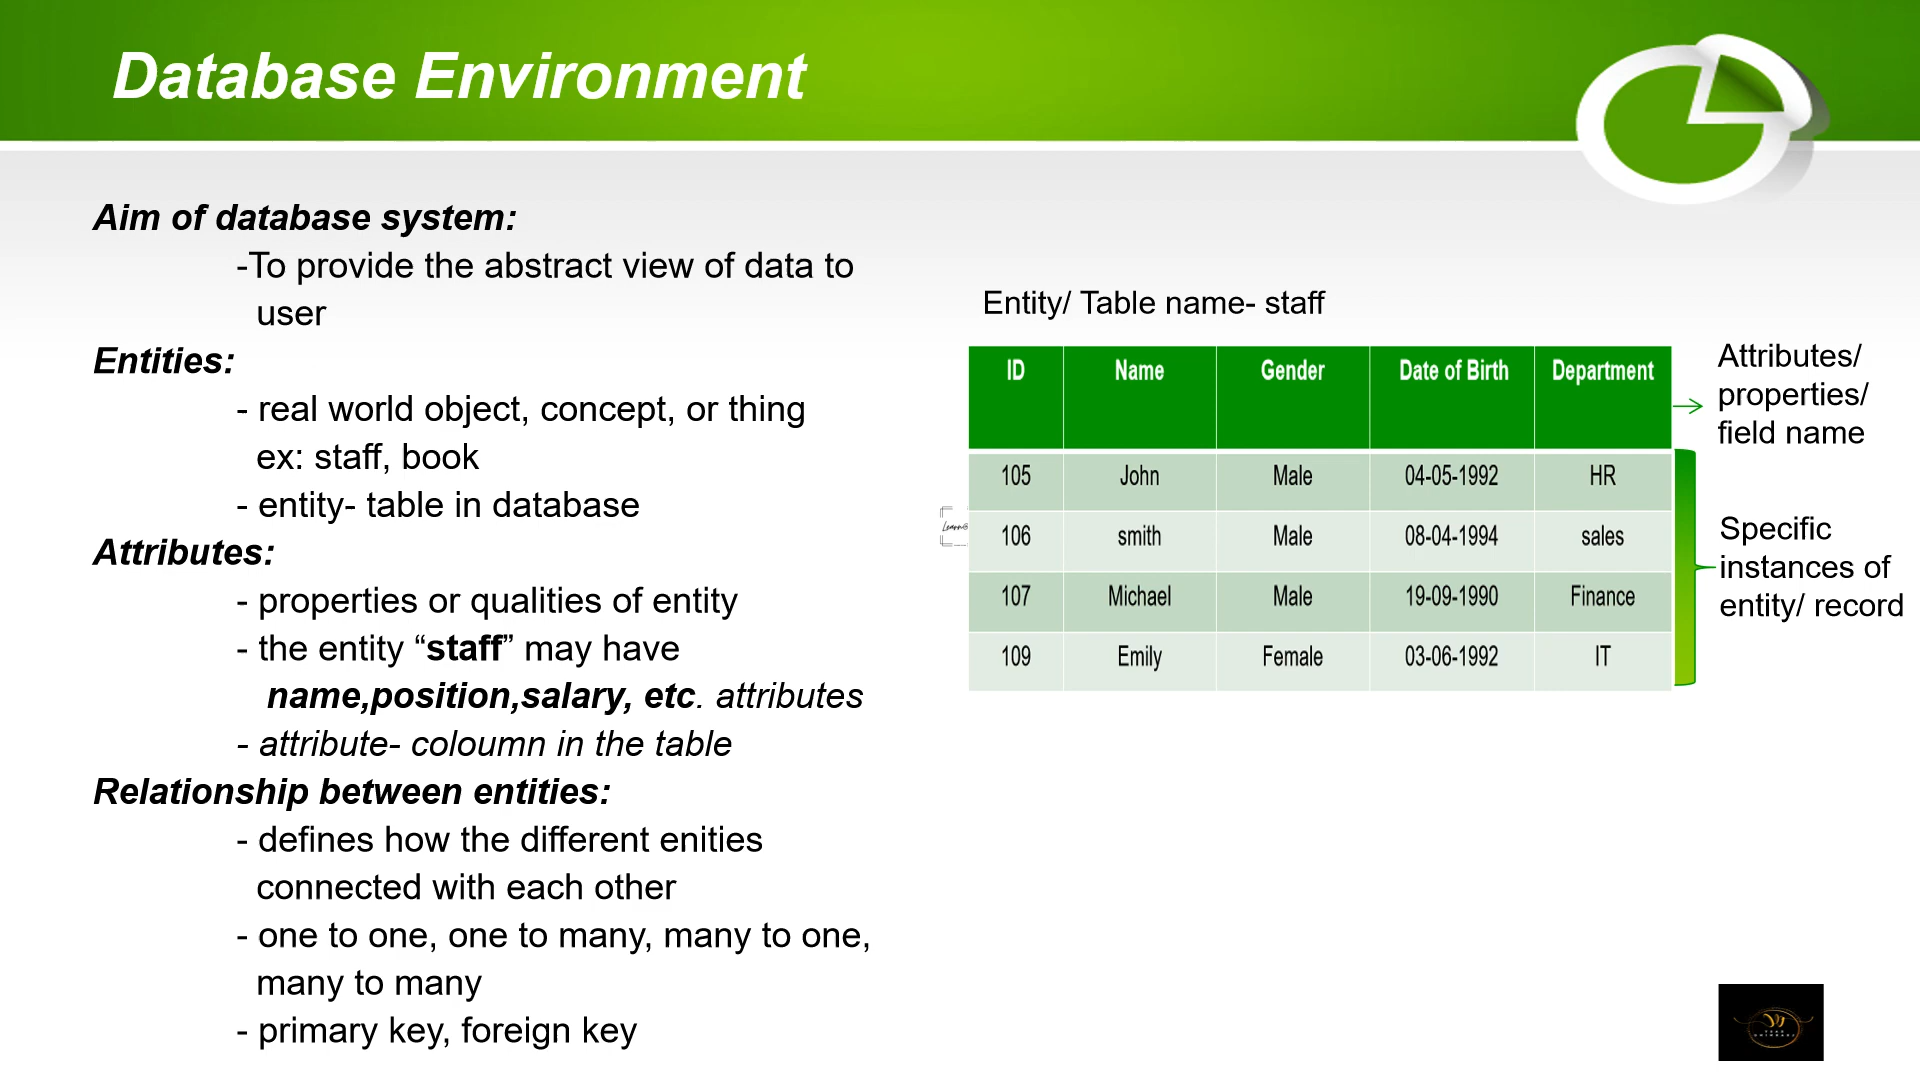 Database Environment
Aim of database system:
-To provide the abstract view of data to
user
Entities:
- real world object, concept, or thing
ex: staff, book
- entity- table in database
Attributes:
- properties or qualities of entity
- the entity “staff” may have
name,position,salary, etc. attributes
- attribute- coloumn in the table
Relationship between entities:
- defines how the different enities
connected with each other
- one to one, one to many, many to one,
many to many
- primary key, foreign key
Entity/ Table name- staff
ID Name Gender Date of Birth Department
105 John Male 04-05-1992 HR
106 smith Male 08-04-1994 sales
107 Michael Male 19-09-1990 Finance
109 Emily Female 03-06-1992 IT
Attributes/
properties/
field name
Specific
instances of
entity/ record